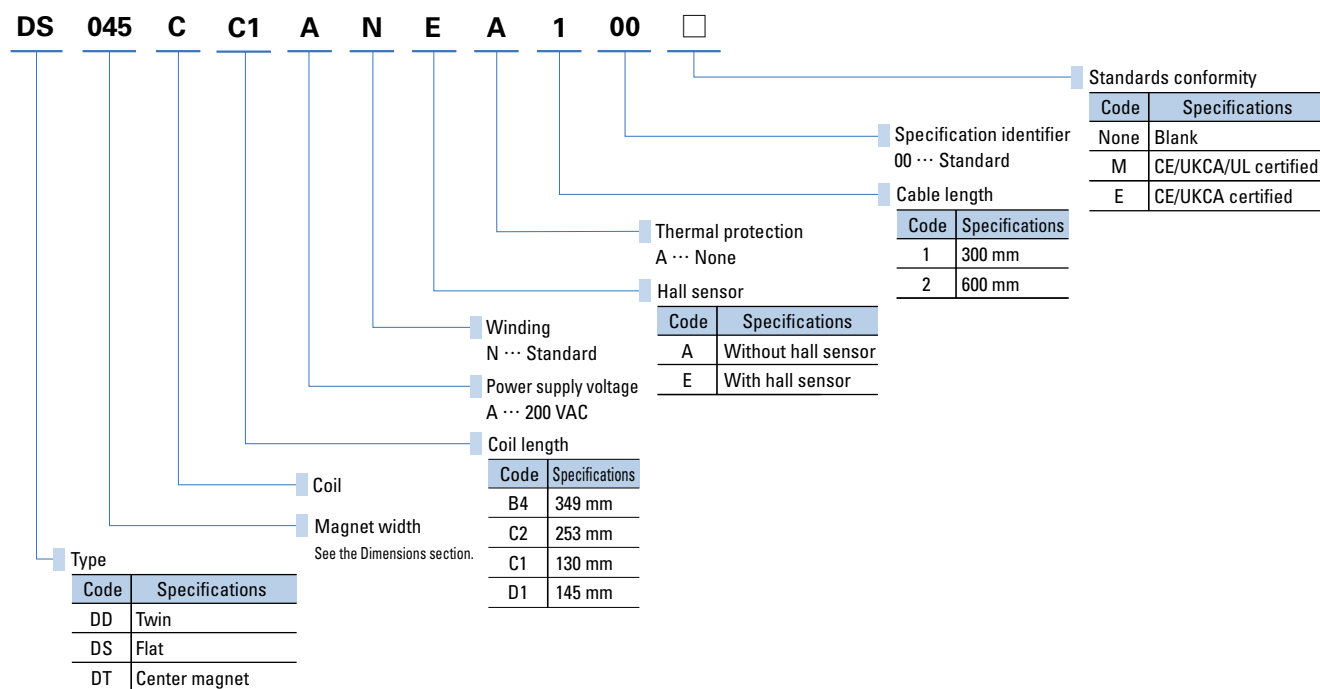 DS 045 C C1 A N E A 1 00 □
Standards conformity
Code Specifications
None Blank
M CE/UKCA/UL certified
E CE/UKCA certified
Specification identifier
00 ··· Standard
Cable length
Code Specifications
1 300 mm
2 600 mm
Thermal protection
A ··· None
Hall sensor
Code Specifications
A Without hall sensor
E With hall sensor
Winding
N ··· Standard
Power supply voltage
A ··· 200 VAC
Coil length
Code Specifications
B4 349 mm
C2 253 mm
C1 130 mm
D1 145 mm
Coil
Magnet width
See the Dimensions section.
Type
Code Specifications
DD Twin
DS Flat
DT Center magnet